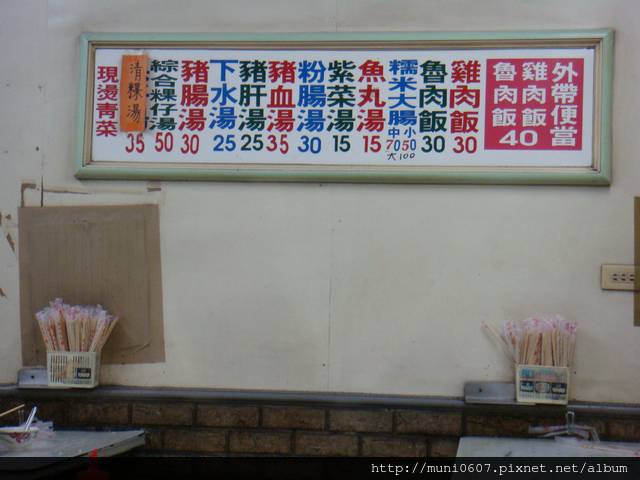 外帶便當
雞肉飯
魯肉飯
40
雞肉飯 30
魯肉飯 30
糯米大腸
小50
中70
大100
魚丸湯 15
紫菜湯 15
粉腸湯 30
豬血湯 35
豬肝湯 25
下水湯 25
豬腸湯 30
綜合粿仔湯 50
清粿湯
35
現燙青菜
http://muni0607.pixnet.net/album